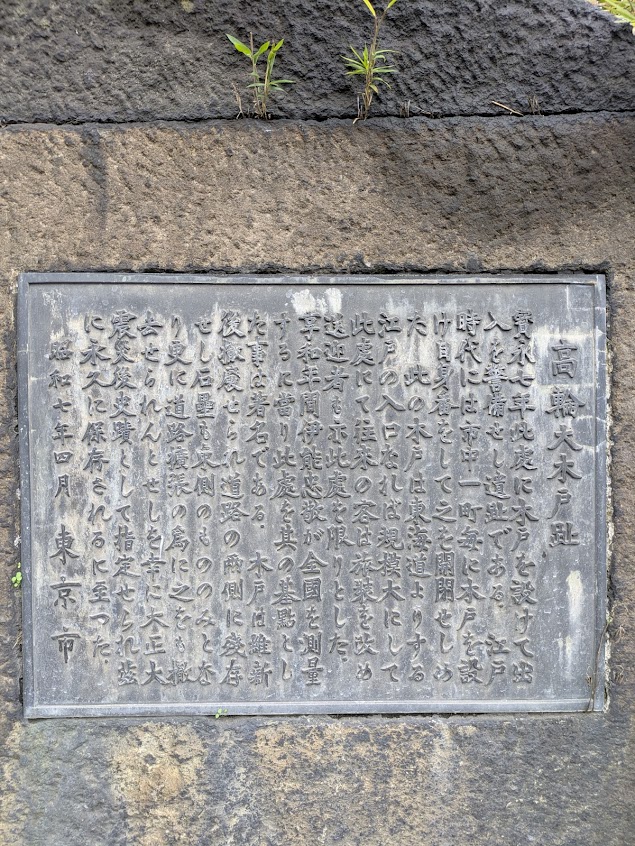 高輪大木戸趾
寳永七年此處に木戸を設けて出
入を警備せし遺趾である、江戸
時代には市中一町每に木戸を設
け自身番をして之を開閉せしめ
た、此の木戸は東海道よりする
江戸の入口なれば規模大にして
此處にて往來の客は旅裝を改め
送迎者も亦此處を限りとした、
享和年間伊能忠敬が全國を測量
するに當り此處を其の基點とし
た事は著名である、木戸は維新
後撤廢せられ道路の兩側に殘存
せし石壘も東側のもののみとな
り更に道路擴張の爲に之をも撤
去せられんとせしを幸に大正大
震災後史蹟として指定せられ玆
に永久に保存されるに至つた、
昭和七年四月 東京市